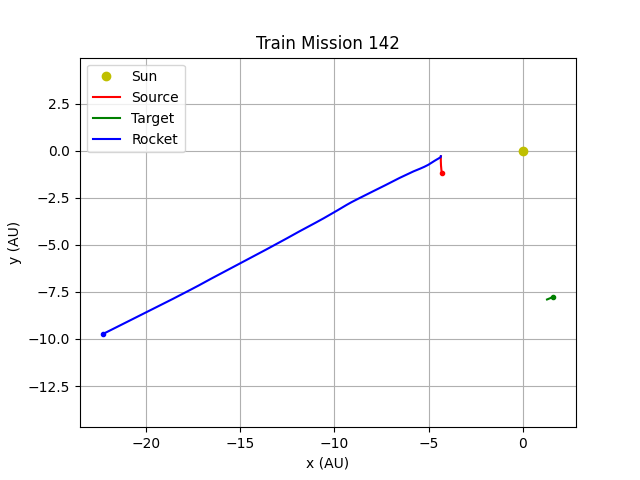 Train Mission 142
Sun
Source
Target
Rocket
2.5
0.0
−2.5
−5.0
−7.5
−10.0
−12.5
y (AU)
−20
−15
−10
−5
0
x (AU)